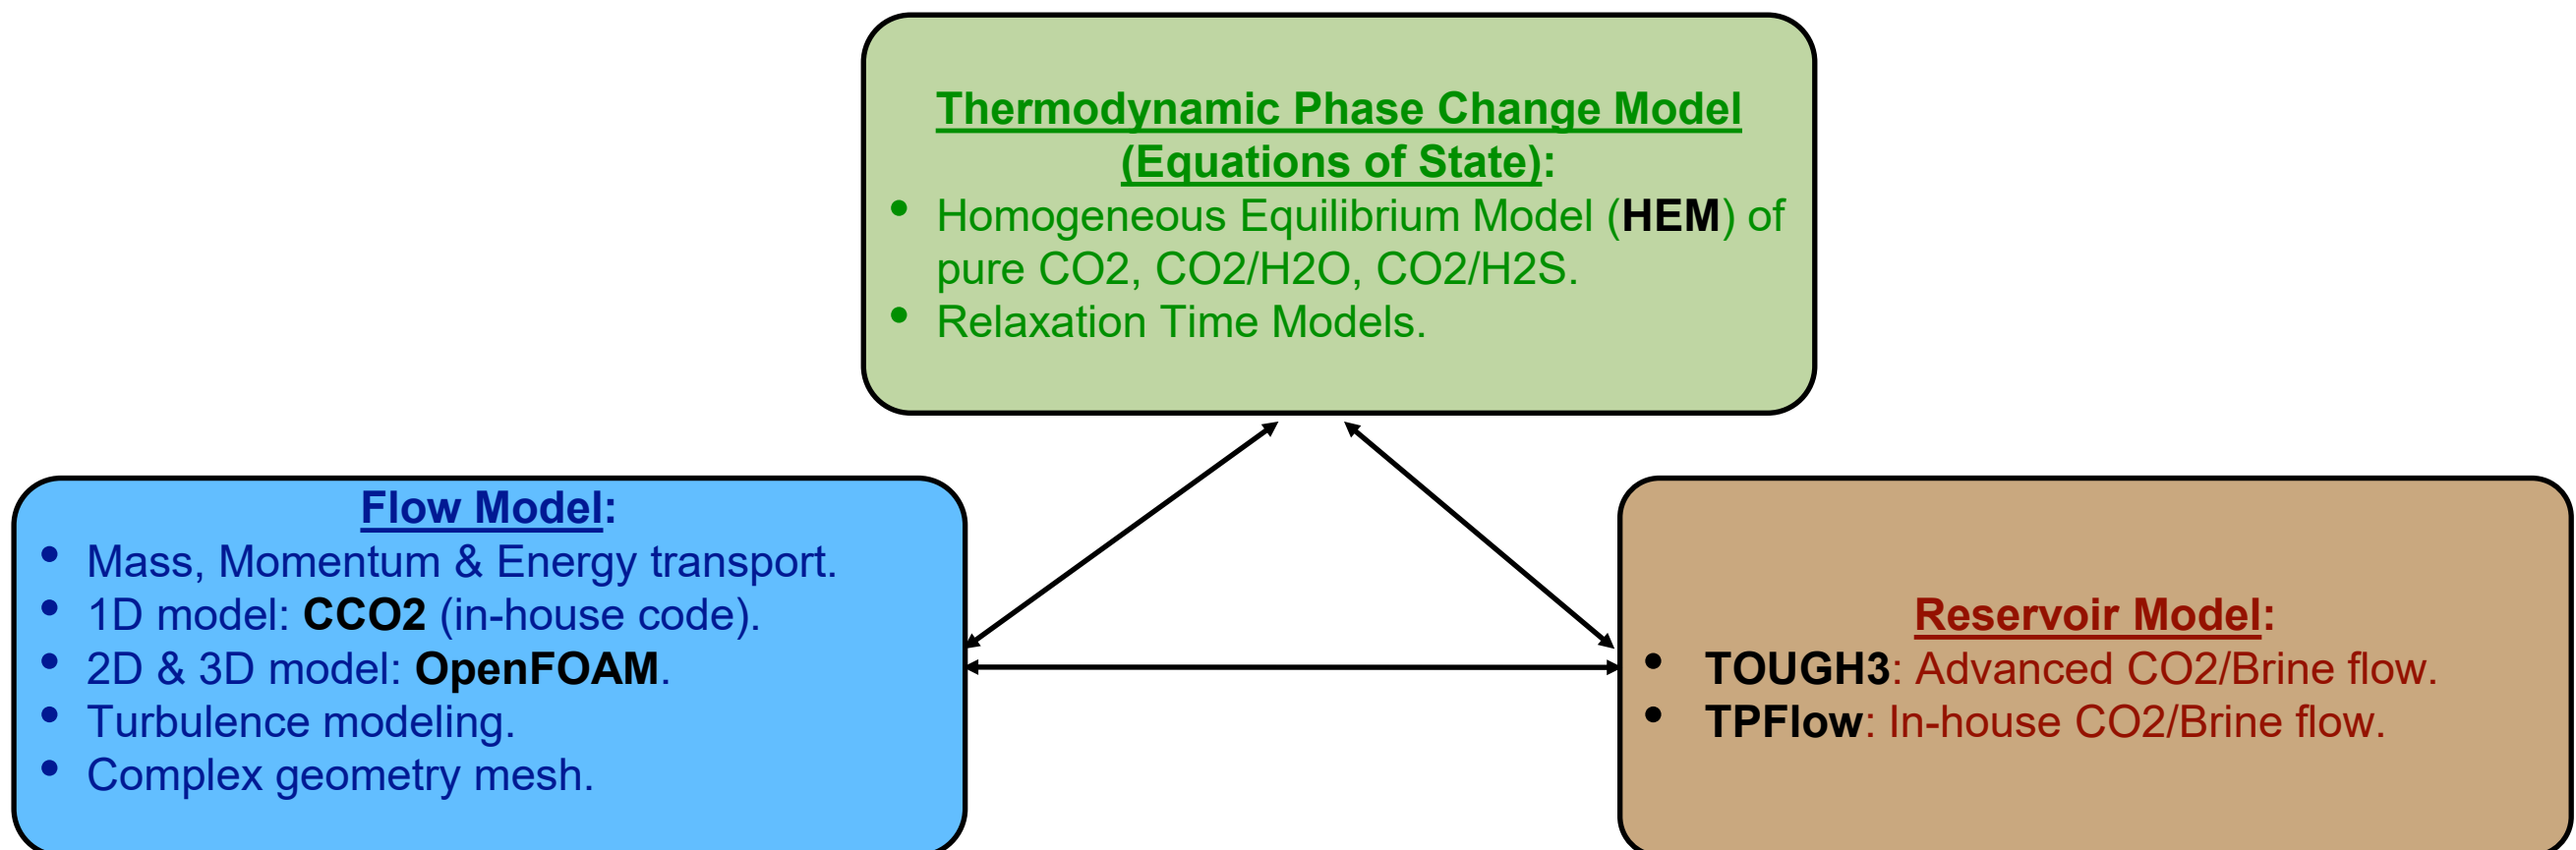 Thermodynamic Phase Change Model
(Equations of State):
• Homogeneous Equilibrium Model (HEM) of
pure CO2, CO2/H2O, CO2/H2S.
• Relaxation Time Models.
Flow Model:
• Mass, Momentum & Energy transport.
• 1D model: CCO2 (in-house code).
• 2D & 3D model: OpenFOAM.
• Turbulence modeling.
• Complex geometry mesh.
Reservoir Model:
• TOUGH3: Advanced CO2/Brine flow.
• TPFlow: In-house CO2/Brine flow.